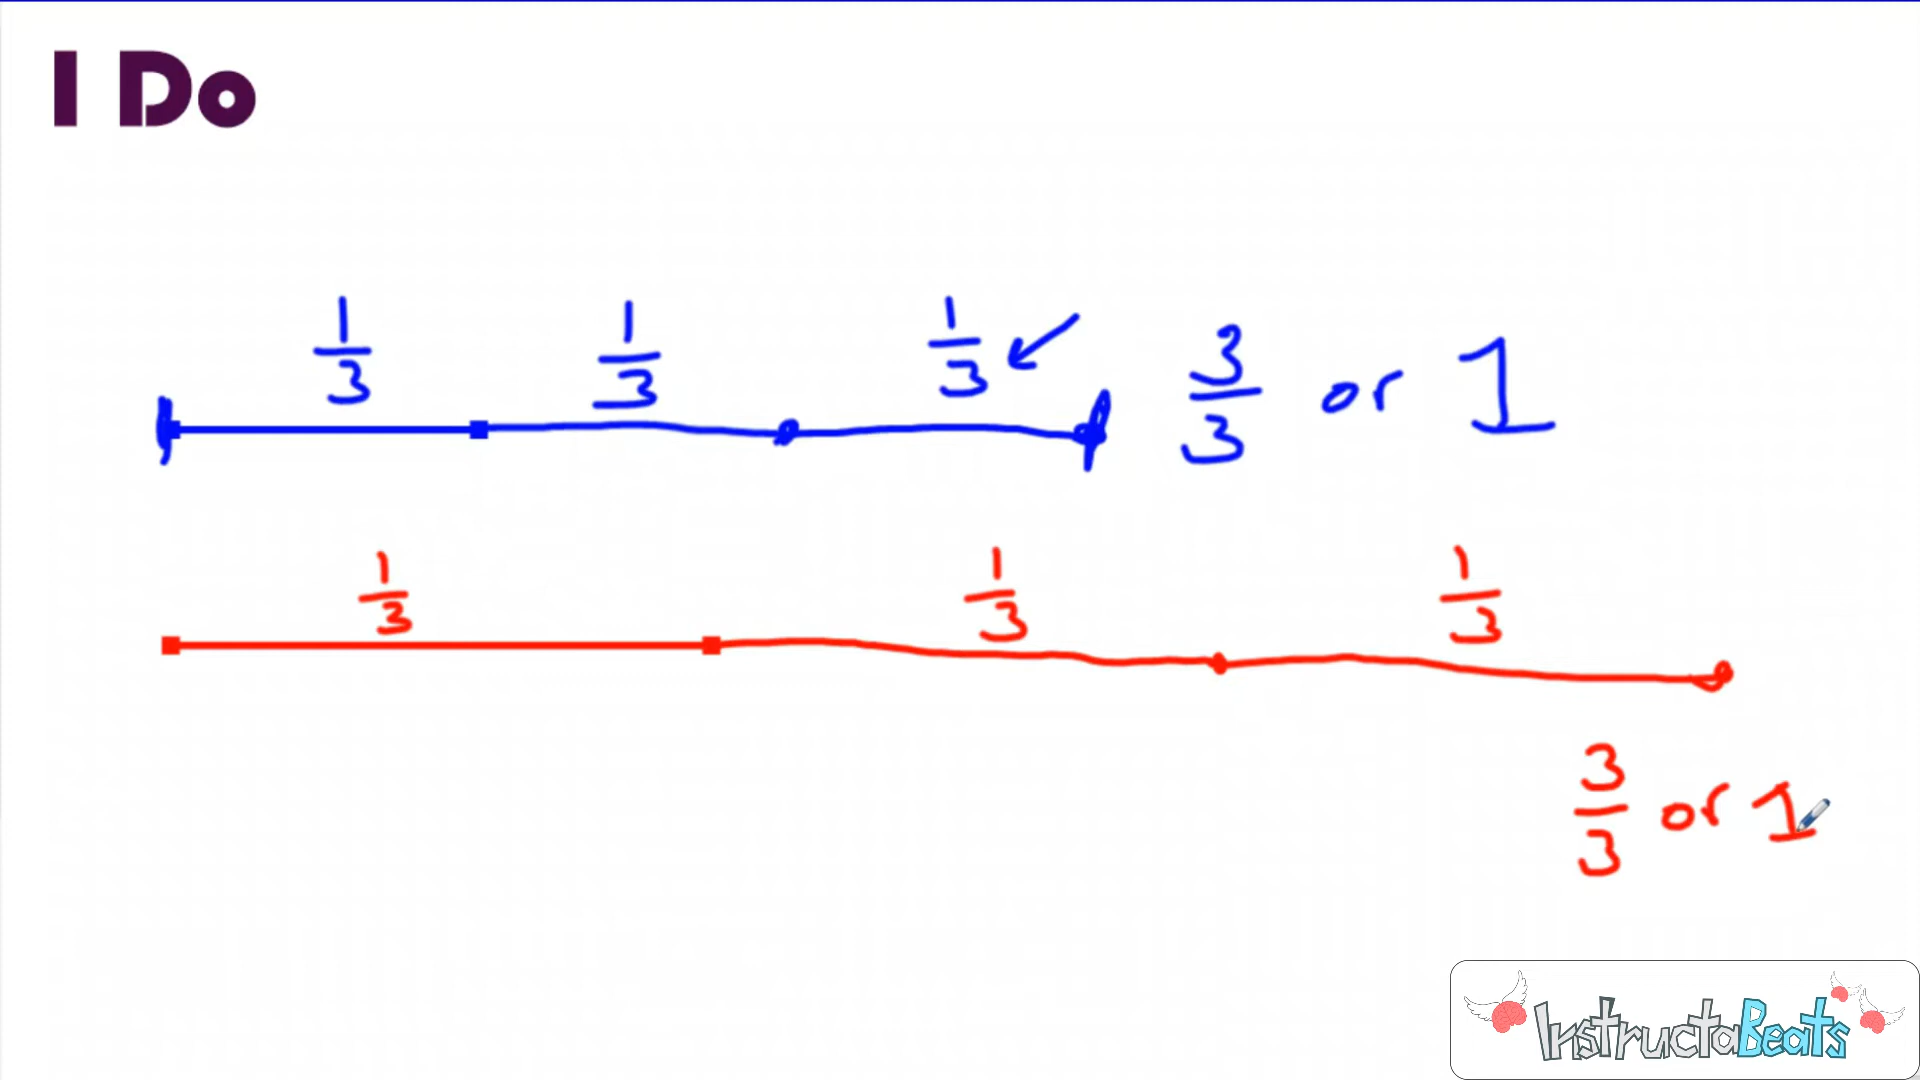 I Do
1/3 1/3 1/3 3/3 or 1
1/3 1/3 1/3
3/3 or 1
InstructaBeats